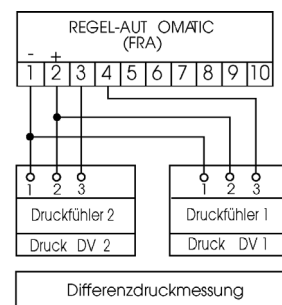 REGEL-AUT OMATIC
(FRA)
- +
1 2 3 4 5 6 7 8 9 10
1 2 3 1 2 3
Druckfühler 2 Druckfühler 1
Druck DV 2 Druck DV 1
Differenzdruckmessung